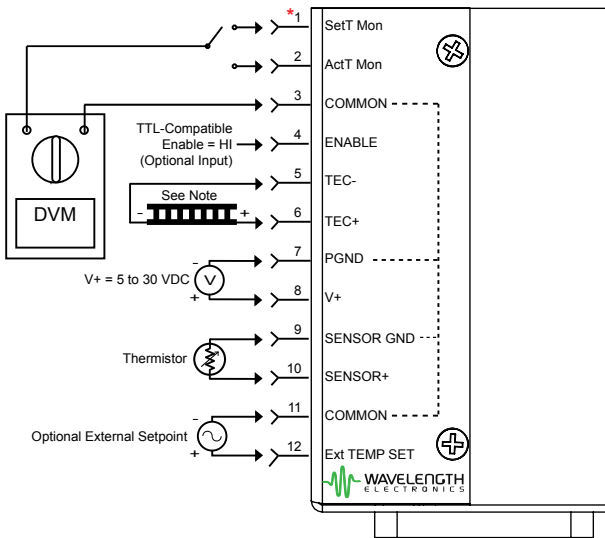 *1 SetT Mon
2 ActT Mon
3 COMMON
TTL-Compatible
Enable = HI
(Optional Input)
4 ENABLE
DVM
5 TEC-
See Note
- +
6 TEC+
7 PGND
-
V+ = 5 to 30 VDC
V
+
8 V+
9 SENSOR GND
Thermistor
10 SENSOR+
11 COMMON
-
Optional External Setpoint
+
12 Ext TEMP SET
WAVELENGTH
ELECTRONICS